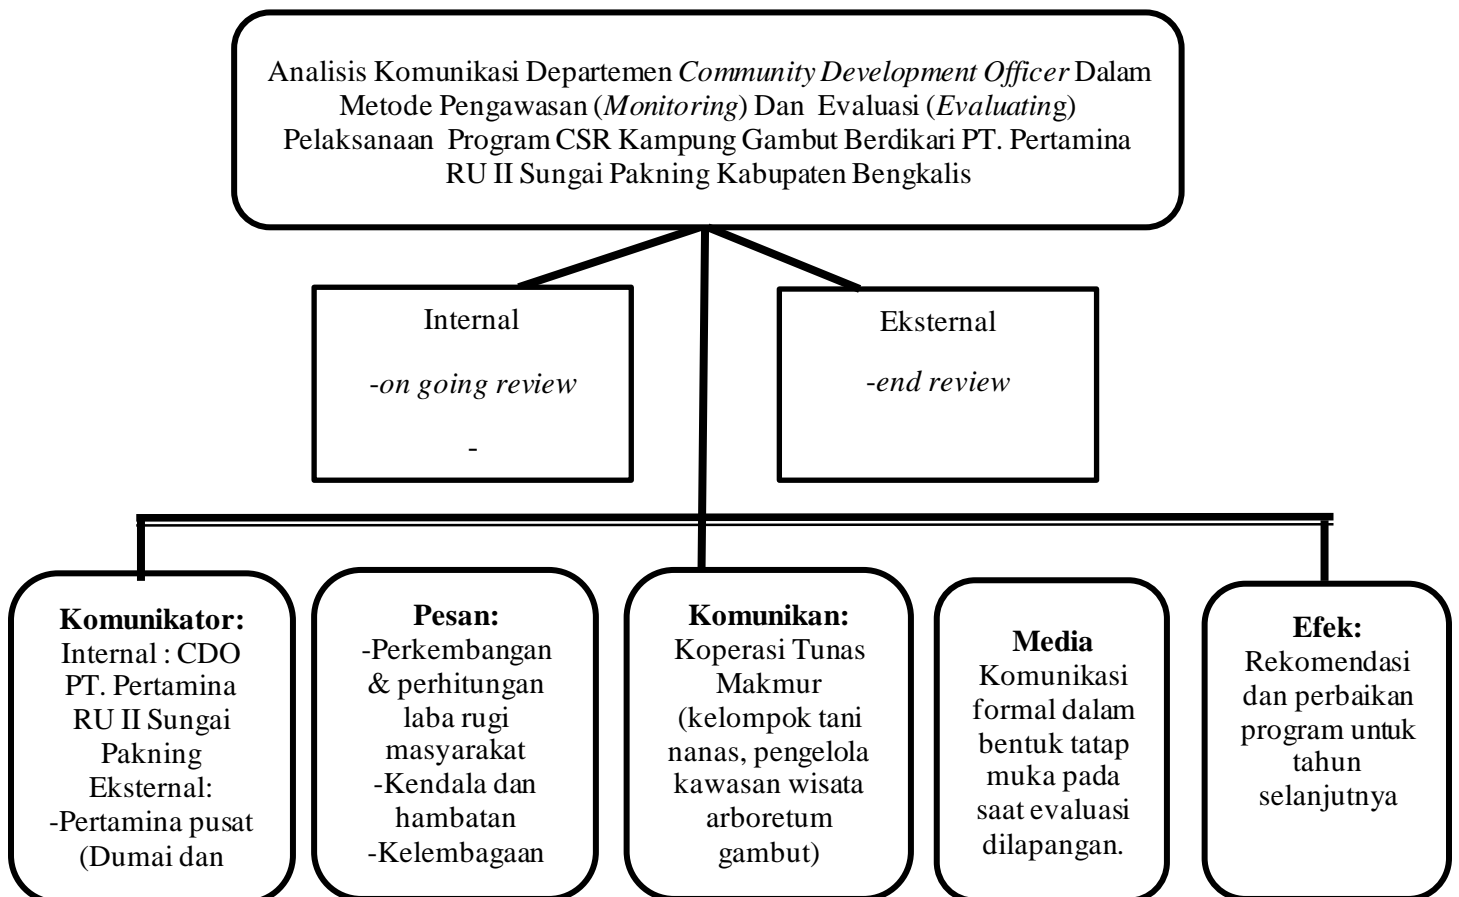 Analisis Komunikasi Departemen Community Development Officer Dalam
Metode Pengawasan (Monitoring) Dan Evaluasi (Evaluating)
Pelaksanaan Program CSR Kampung Gambut Berdikari PT. Pertamina
RU II Sungai Pakning Kabupaten Bengkalis
Internal
-on going review
-
Eksternal
-end review
Komunikator:
Internal : CDO
PT. Pertamina
RU II Sungai
Pakning
Eksternal:
-Pertamina pusat
(Dumai dan
Pesan:
-Perkembangan
& perhitungan
laba rugi
masyarakat
-Kendala dan
hambatan
-Kelembagaan
Komunikan:
Koperasi Tunas
Makmur
(kelompok tani
nanas, pengelola
kawasan wisata
arboretum
gambut)
Media
Komunikasi
formal dalam
bentuk tatap
muka pada
saat evaluasi
dilapangan.
Efek:
Rekomendasi
dan perbaikan
program untuk
tahun
selanjutnya